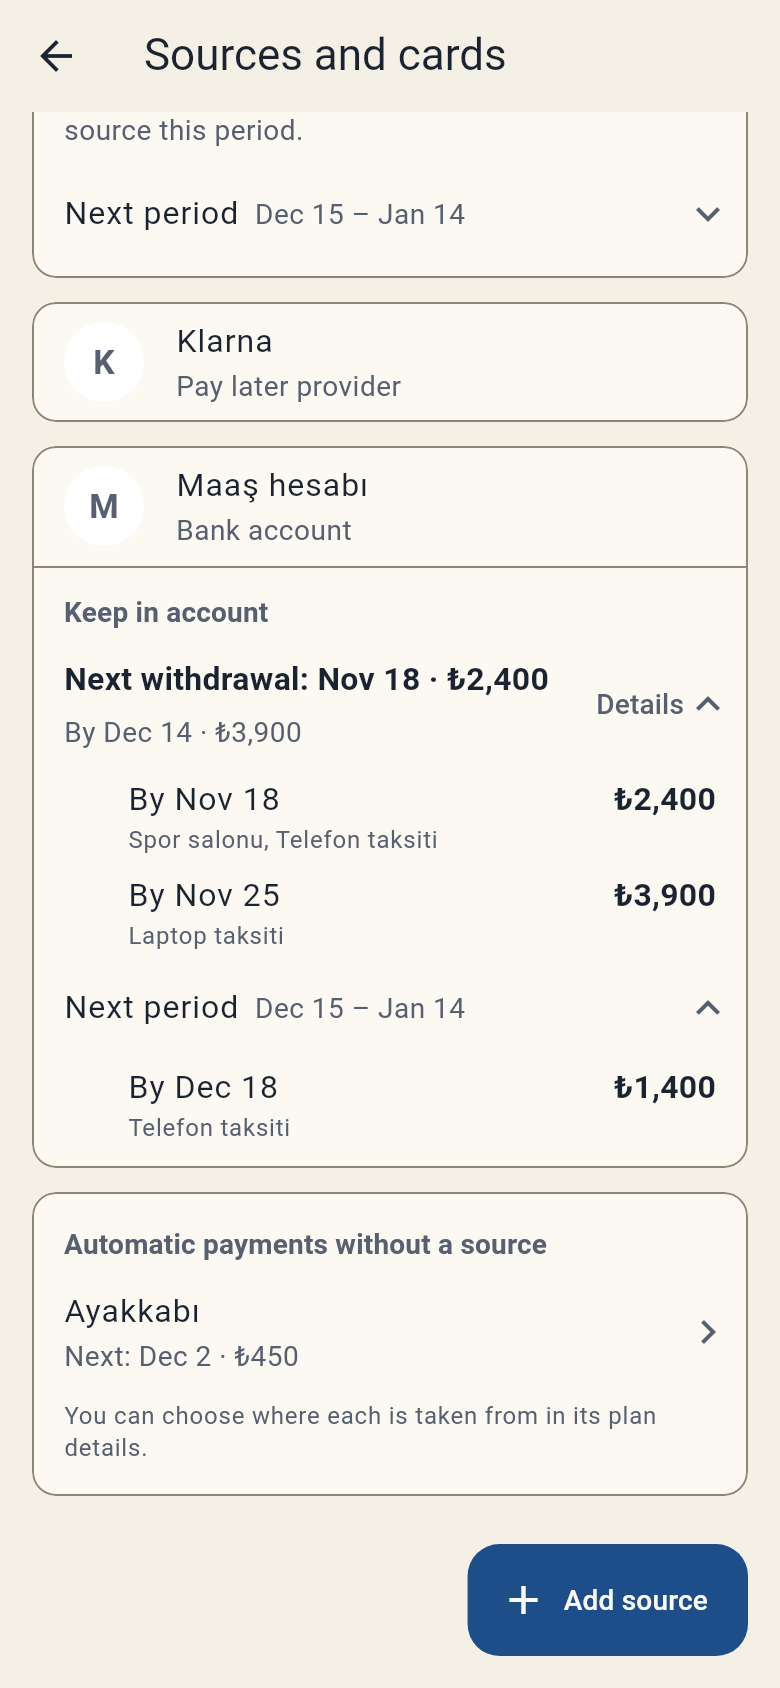 Sources and cards
source this period.
Next period Dec 15 – Jan 14
K
Klarna
Pay later provider
M
Maaş hesabı
Bank account
Keep in account
Next withdrawal: Nov 18 · ₺2,400
Details
By Dec 14 · ₺3,900
By Nov 18 ₺2,400
Spor salonu, Telefon taksiti
By Nov 25 ₺3,900
Laptop taksiti
Next period Dec 15 – Jan 14
By Dec 18 ₺1,400
Telefon taksiti
Automatic payments without a source
Ayakkabı
Next: Dec 2 · ₺450
You can choose where each is taken from in its plan
details.
Add source